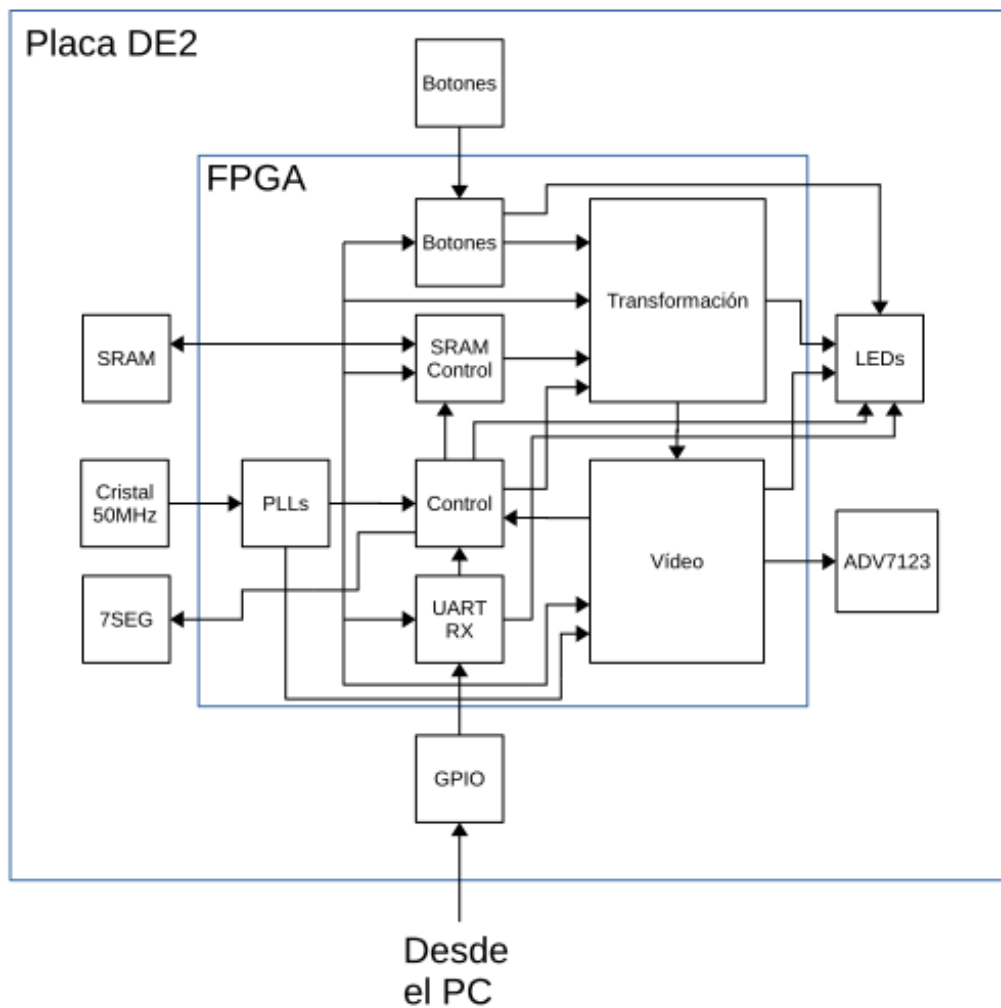 Placa DE2
Botones
FPGA
Botones
Transformación
SRAM
SRAM
Control
LEDs
Cristal
50MHz
PLLs
Control
Vídeo
ADV7123
7SEG
UART
RX
GPIO
Desde
el PC